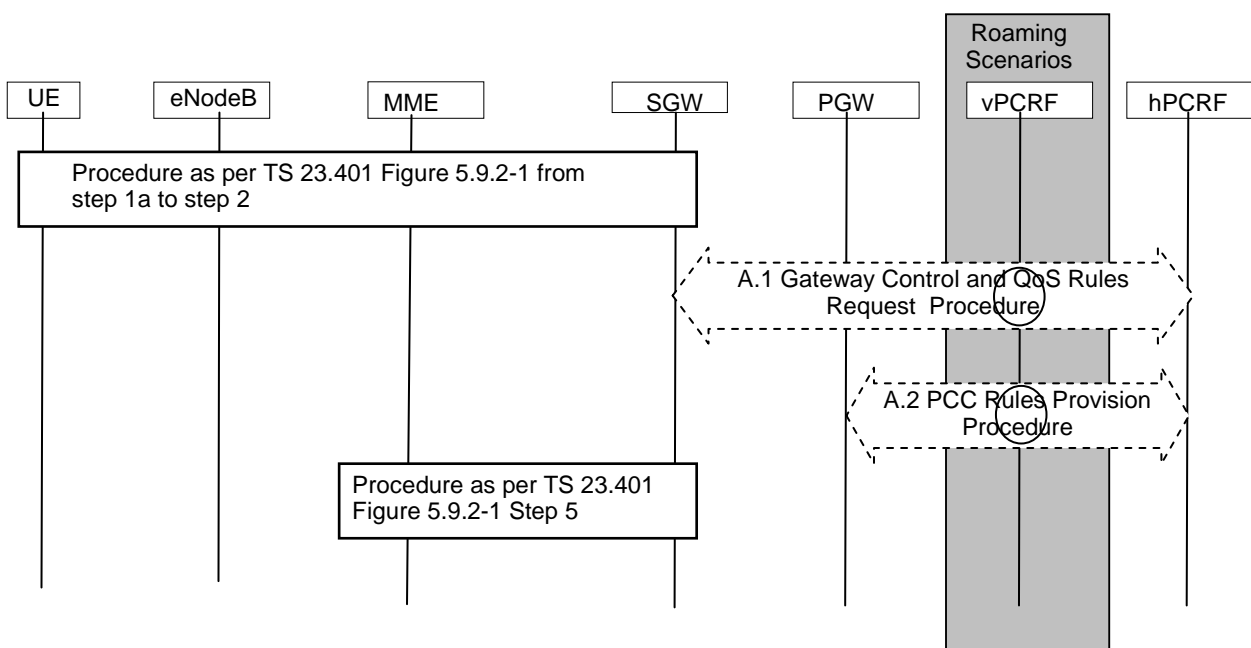 Roaming
Scenarios
UE
eNodeB
MME
SGW
PGW
vPCRF
hPCRF
Procedure as per TS 23.401 Figure 5.9.2-1 from
step 1a to step 2
A.1 Gateway Control and QoS Rules
Request Procedure
A.2 PCC Rules Provision
Procedure
Procedure as per TS 23.401
Figure 5.9.2-1 Step 5